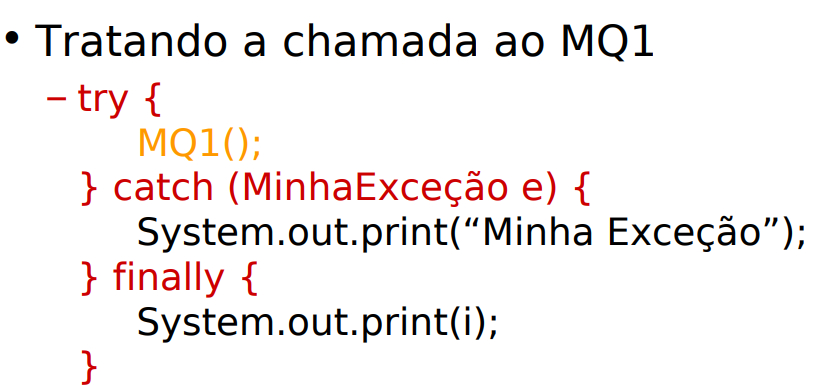 • Tratando a chamada ao MQ1
– try {
MQ1();
} catch (MinhaExceção e) {
System.out.print(“Minha Exceção”);
} finally {
System.out.print(i);
}